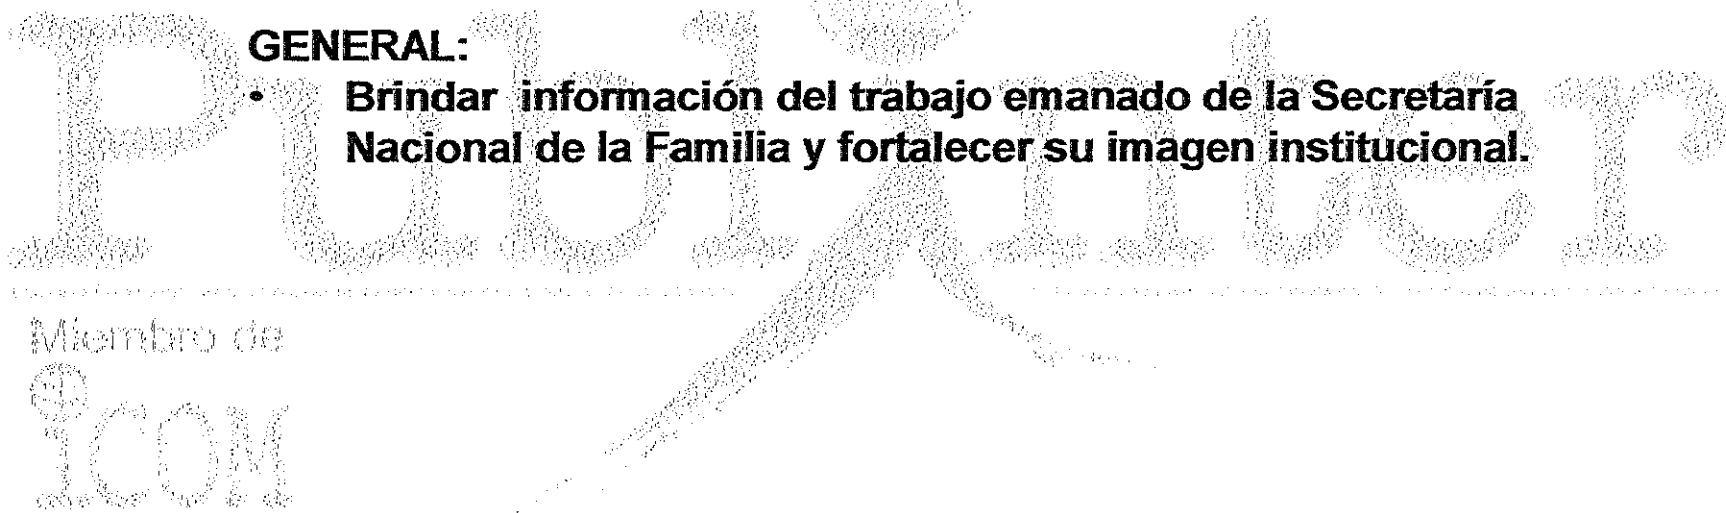 GENERAL:
• Brindar información del trabajo emanado de la Secretaría
Nacional de la Familia y fortalecer su imagen institucional.
Publinter
Miembro de
ICOM